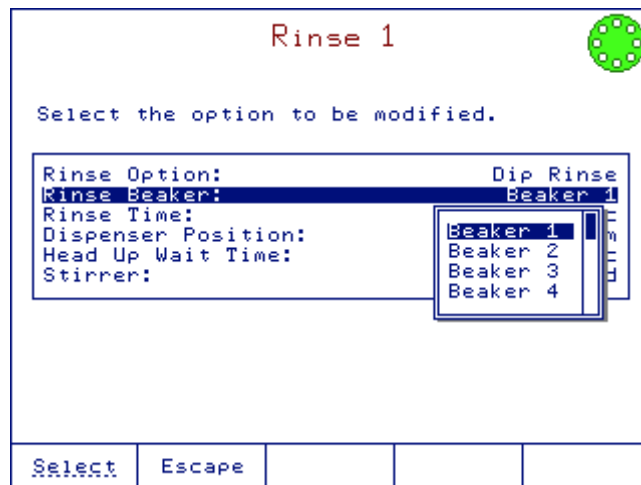 Rinse 1
Select the option to be modified.
Rinse Option: Dip Rinse
Rinse Beaker: Beaker 1
Rinse Time:
Dispenser Position:
Head Up Wait Time:
Stirrer:
Beaker 1
Beaker 2
Beaker 3
Beaker 4
Select Escape